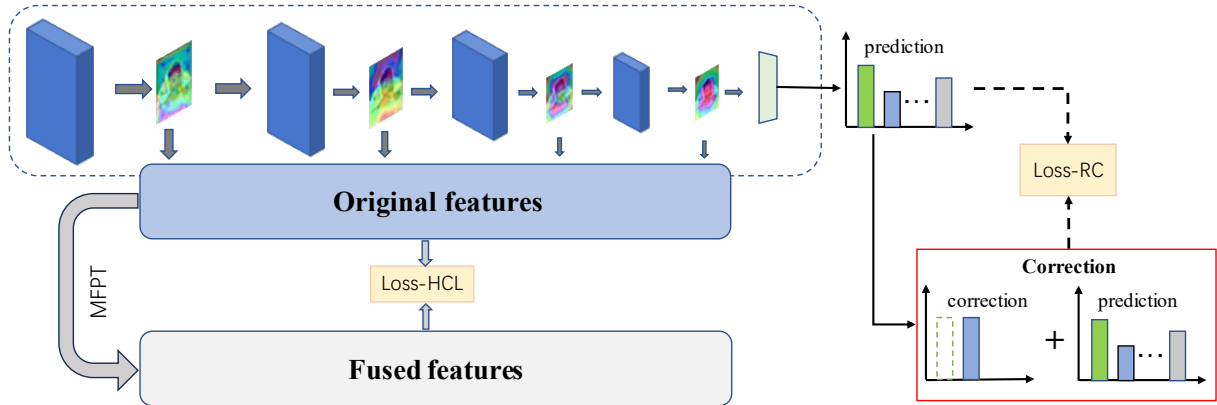 prediction
...
Loss-RC
Original features
MFPT
Loss-HCL
Fused features
Correction
correction
+
prediction
...